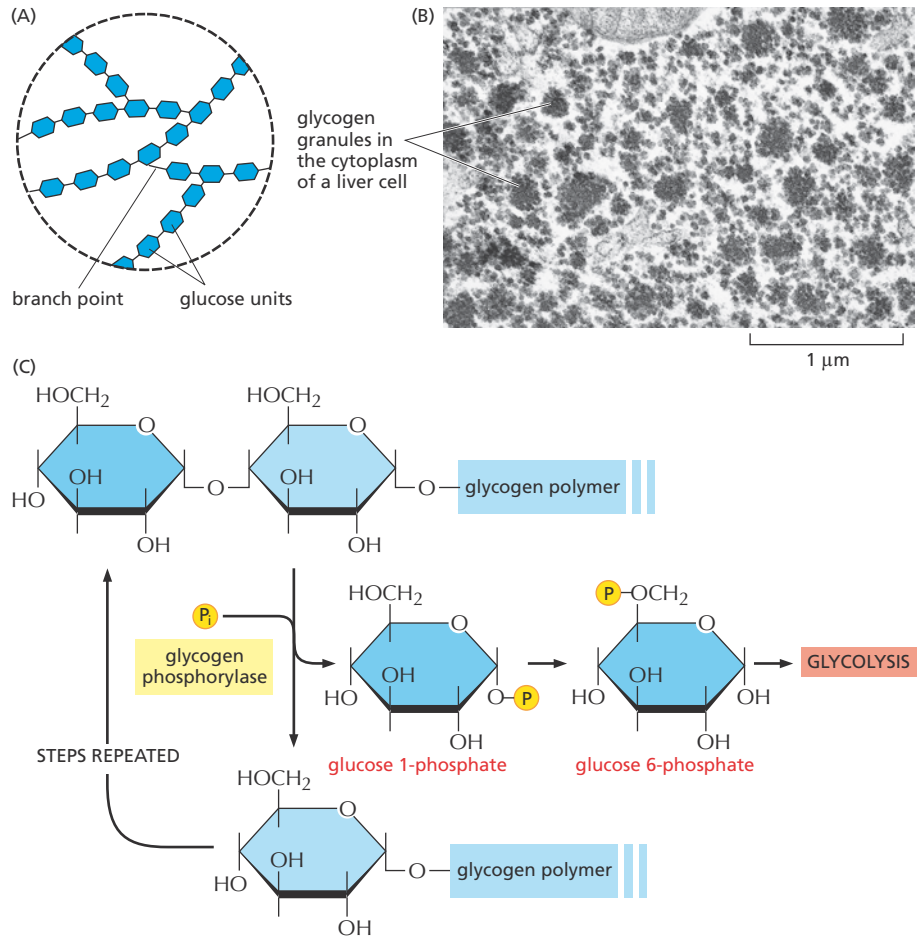 (A)
(B)
glycogen
granules in
the cytoplasm
of a liver cell
branch point
glucose units
1 μm
(C)
HOCH2
O
OH
HO
OH
O
HOCH2
O
OH
OH
O
glycogen polymer
Pi
glycogen
phosphorylase
HOCH2
O
OH
HO
O
P
OH
glucose 1-phosphate
P
OCH2
O
OH
HO
OH
OH
glucose 6-phosphate
GLYCOLYSIS
STEPS REPEATED
HOCH2
O
OH
HO
OH
O
glycogen polymer